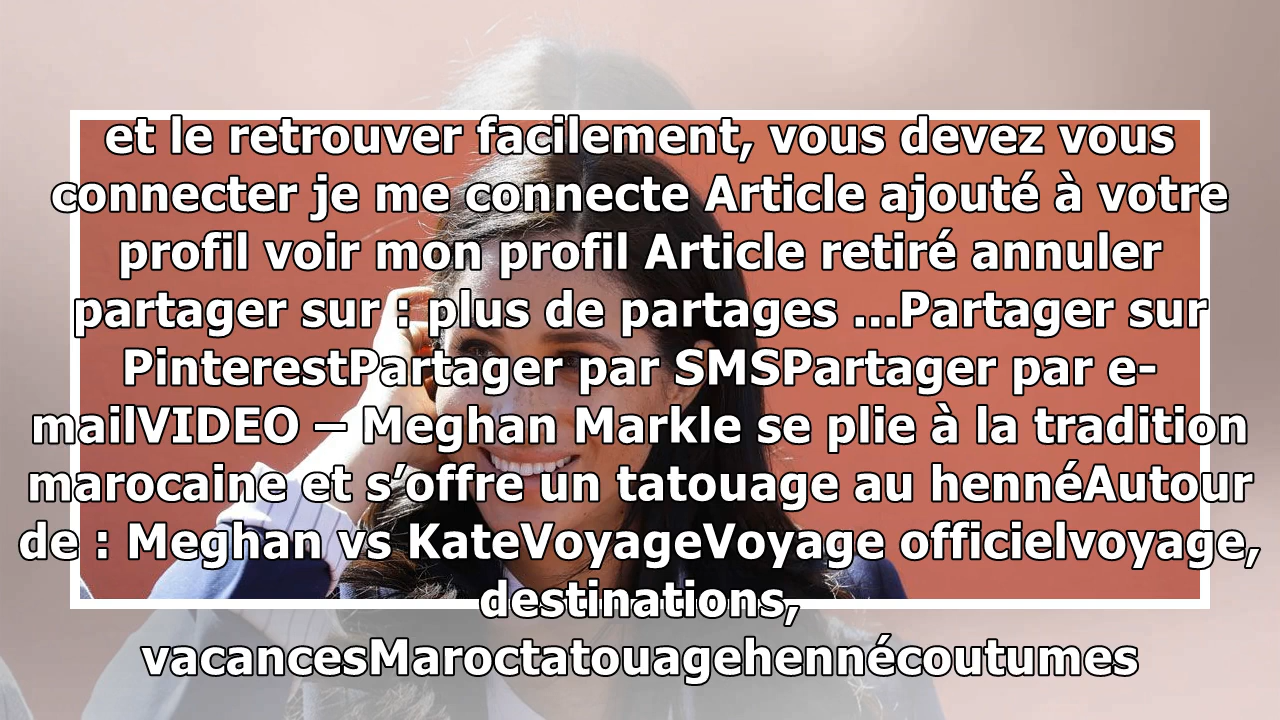 et le retrouver facilement, vous devez vous
connecter je me connecte Article ajouté à votre
profil voir mon profil Article retiré annuler
partager sur : plus de partages ...Partager sur
PinterestPartager par SMSPartager par e-
mailVIDEO – Meghan Markle se plie à la tradition
marocaine et s’offre un tatouage au hennéAutour
de : Meghan vs KateVoyageVoyage officielvoyage,
destinations,
vacancesMaroctatouagehennécoutumes